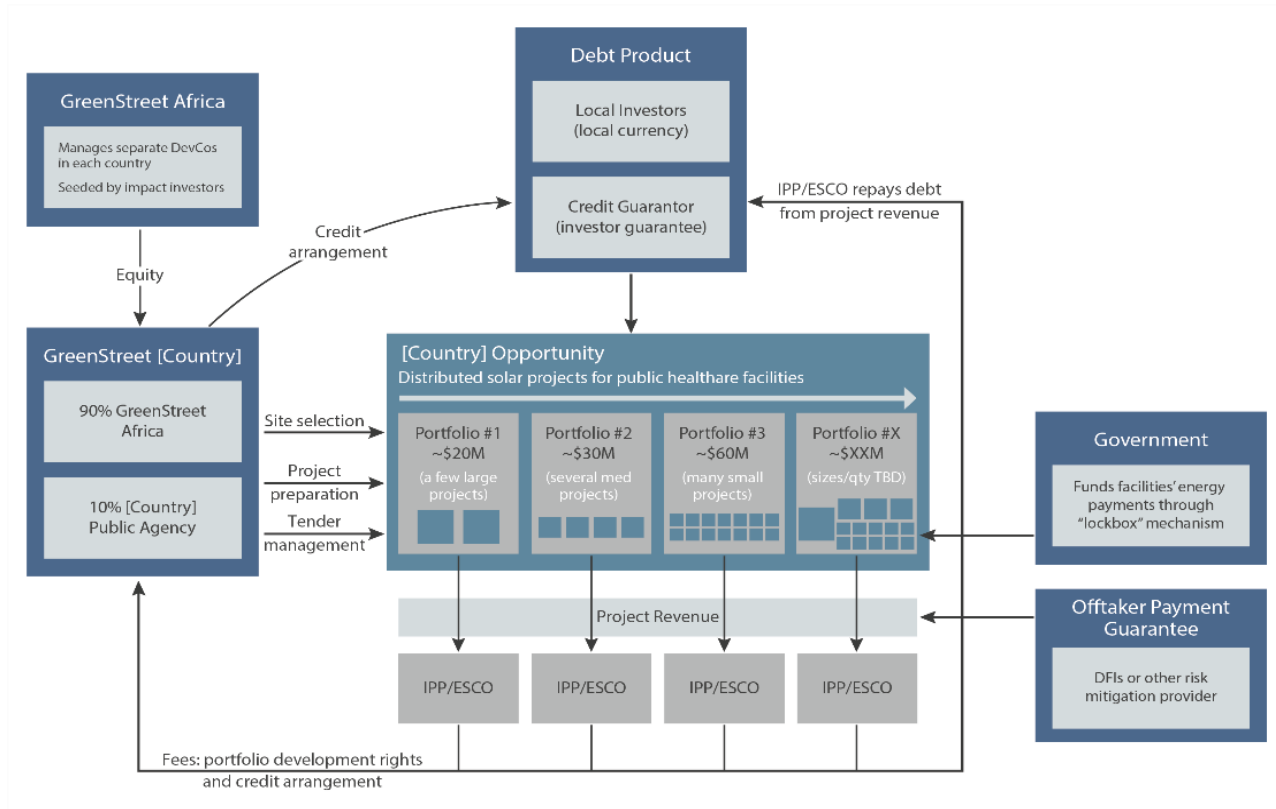 Debt Product
Local Investors
(local currency)
Credit Guarantor
(investor guarantee)
GreenStreet Africa
Manages separate DevCos
in each country
Seeded by impact investors
Equity
Credit
arrangement
IPP/ESCO repays debt
from project revenue
GreenStreet [Country]
90% GreenStreet
Africa
10% [Country]
Public Agency
Site selection
Project
preparation
Tender
management
[Country] Opportunity
Distributed solar projects for public healthare facilities
Portfolio #1
~$20M
(a few large
projects)
Portfolio #2
~$30M
(several med
projects)
Portfolio #3
~$60M
(many small
projects)
Portfolio #X
~$XXM
(sizes/qty TBD)
Government
Funds facilities’ energy
payments through
“lockbox” mechanism
Project Revenue
Offtaker Payment
Guarantee
DFIs or other risk
mitigation provider
IPP/ESCO
IPP/ESCO
IPP/ESCO
IPP/ESCO
Fees: portfolio development rights
and credit arrangement